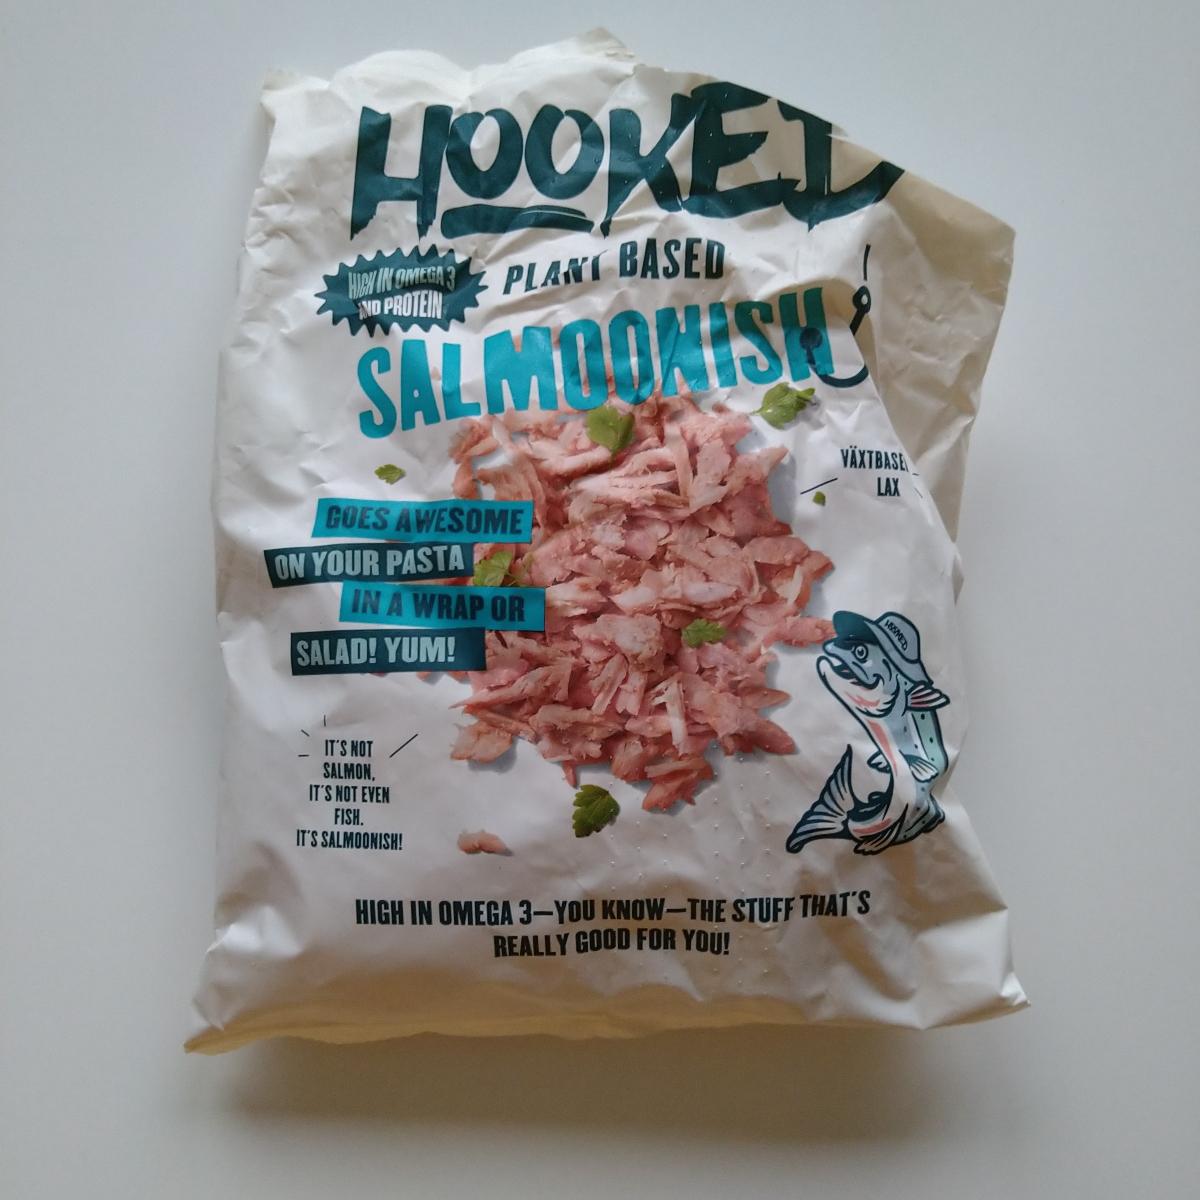 HOOKED
HIGH IN OMEGA 3
AND PROTEIN
PLANT BASED
SALMOONISH
VÄXTBASE
LAX
GOES AWESOME
ON YOUR PASTA
IN A WRAP OR
SALAD! YUM!
HOOKED
IT'S NOT
SALMON,
IT'S NOT EVEN
FISH.
IT'S SALMOONISH!
HIGH IN OMEGA 3—YOU KNOW—THE STUFF THAT'S
REALLY GOOD FOR YOU!